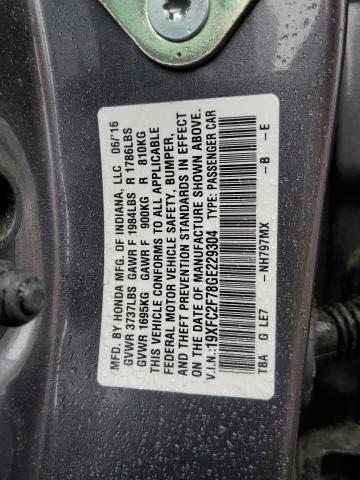 MFD. BY HONDA MFG. OF INDIANA, LLC 06/'16
GVWR 3737LBS GAWR F 1984LBS R 1786LBS
GVWR 1695KG GAWR F 900KG R 810KG
THIS VEHICLE CONFORMS TO ALL APPLICABLE
FEDERAL MOTOR VEHICLE SAFETY, BUMPER,
AND THEFT PREVENTION STANDARDS IN EFFECT
ON THE DATE OF MANUFACTURE SHOWN ABOVE.
V.I.N.:19XFC2F78GE229304 TYPE: PASSENGER CAR
TBA G LE7 -NH797MX -B -E